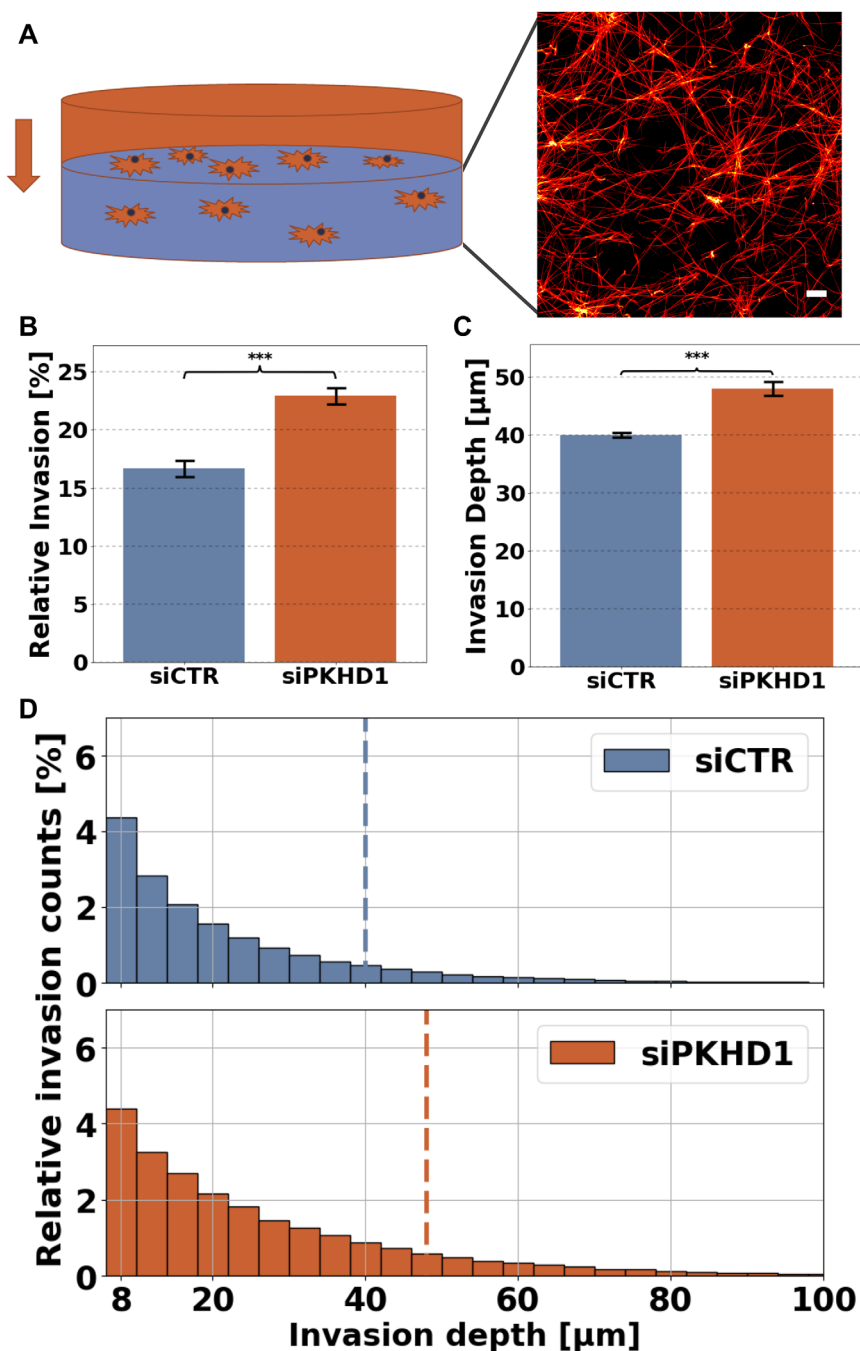 A
B
C
Relative Invasion [%]
25
22
15
10
5
0
***
siCTR
siPKHD1
Invasion Depth [µm]
50
40
30
20
10
0
***
siCTR
siPKHD1
D
Relative invasion counts [%]
6
4
2
0
siCTR
6
4
2
0
siPKHD1
8
20
40
60
80
100
Invasion depth [µm]